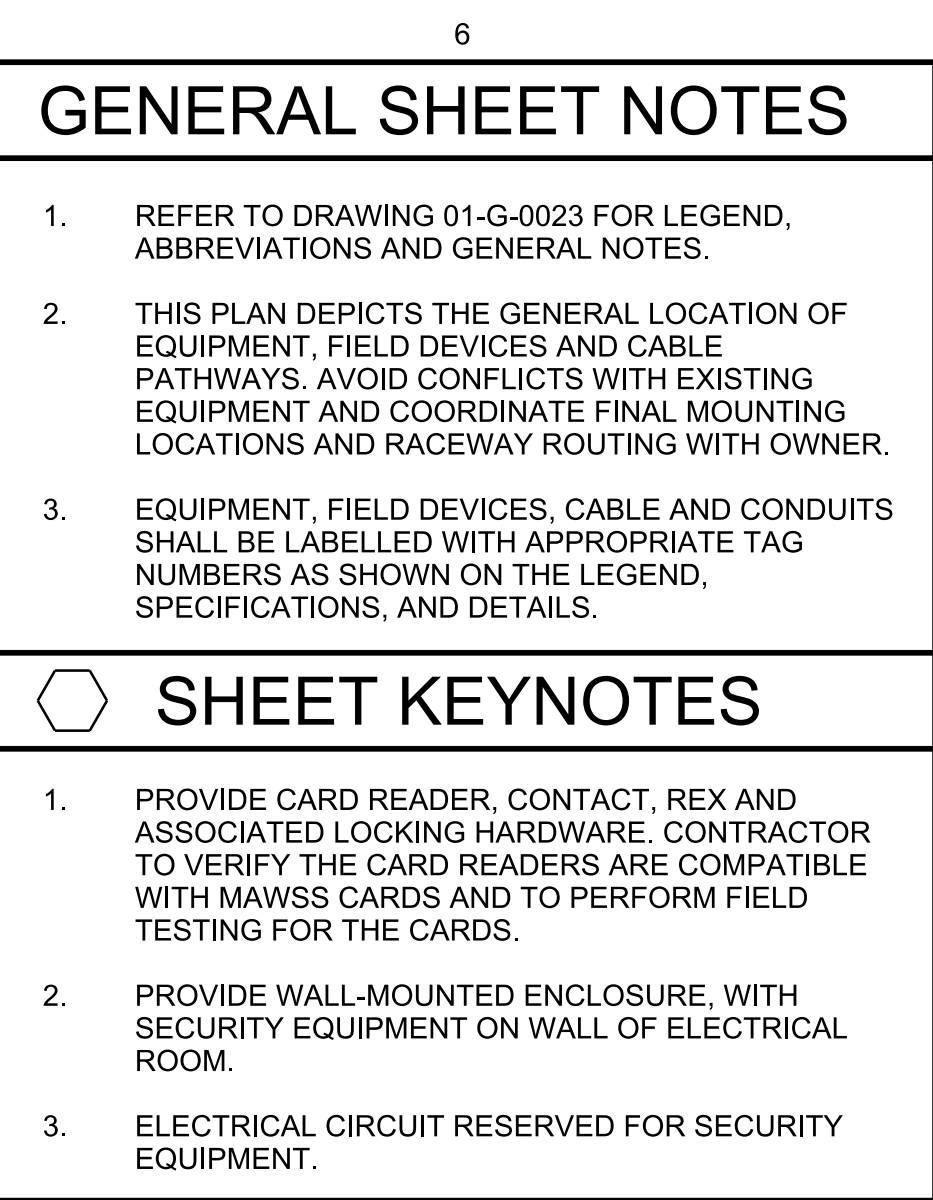 6
GENERAL SHEET NOTES
1. REFER TO DRAWING 01-G-0023 FOR LEGEND,
ABBREVIATIONS AND GENERAL NOTES.
2. THIS PLAN DEPICTS THE GENERAL LOCATION OF
EQUIPMENT, FIELD DEVICES AND CABLE
PATHWAYS. AVOID CONFLICTS WITH EXISTING
EQUIPMENT AND COORDINATE FINAL MOUNTING
LOCATIONS AND RACEWAY ROUTING WITH OWNER.
3. EQUIPMENT, FIELD DEVICES, CABLE AND CONDUITS
SHALL BE LABELLED WITH APPROPRIATE TAG
NUMBERS AS SHOWN ON THE LEGEND,
SPECIFICATIONS, AND DETAILS.
SHEET KEYNOTES
1. PROVIDE CARD READER, CONTACT, REX AND
ASSOCIATED LOCKING HARDWARE. CONTRACTOR
TO VERIFY THE CARD READERS ARE COMPATIBLE
WITH MAWSS CARDS AND TO PERFORM FIELD
TESTING FOR THE CARDS.
2. PROVIDE WALL-MOUNTED ENCLOSURE, WITH
SECURITY EQUIPMENT ON WALL OF ELECTRICAL
ROOM.
3. ELECTRICAL CIRCUIT RESERVED FOR SECURITY
EQUIPMENT.